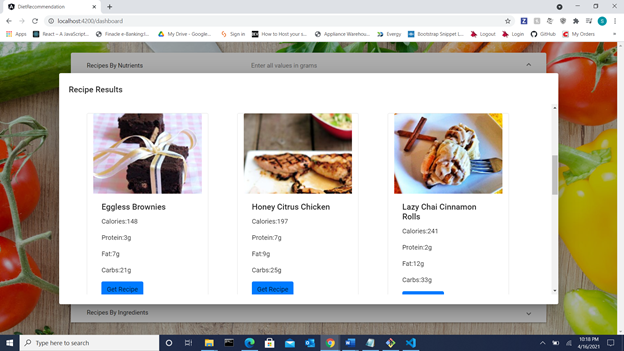 DietRecommendation
localhost:4200/dashboard
Apps
React – A JavaScrip...
Finacle e-Banking:l...
My Drive - Google...
Sign in
How to Host your s...
Appliance Warehou...
Evergy
Bootstrap Snippet |...
Logout
Login
GitHub
My Orders
Recipes By Nutrients
Enter all values in grams
Recipe Results
Eggless Brownies
Calories:148
Protein:3g
Fat:7g
Carbs:21g
Get Recipe
Honey Citrus Chicken
Calories:197
Protein:7g
Fat:9g
Carbs:25g
Get Recipe
Lazy Chai Cinnamon
Rolls
Calories:241
Protein:2g
Fat:12g
Carbs:33g
Recipes By Ingredients
Type here to search
10:18 PM
4/16/2021